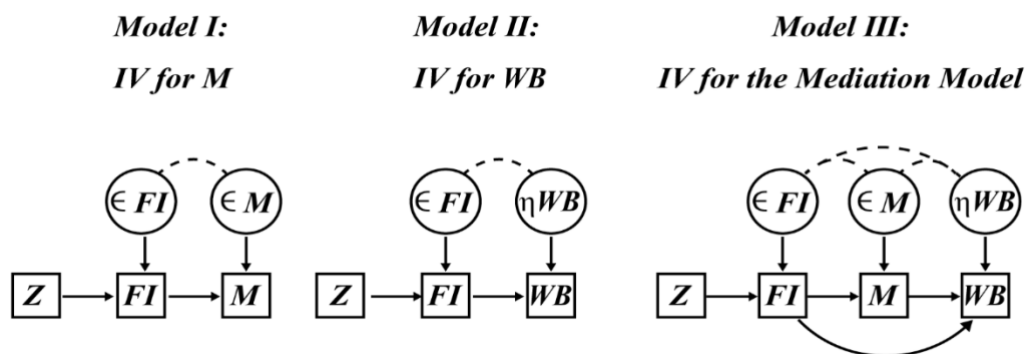 Model I:
IV for M
Model II:
IV for WB
Model III:
IV for the Mediation Model
∈ FI
∈ M
∈ FI
ηWB
∈ FI
∈ M
ηWB
Z
FI
M
Z
FI
WB
Z
FI
M
WB